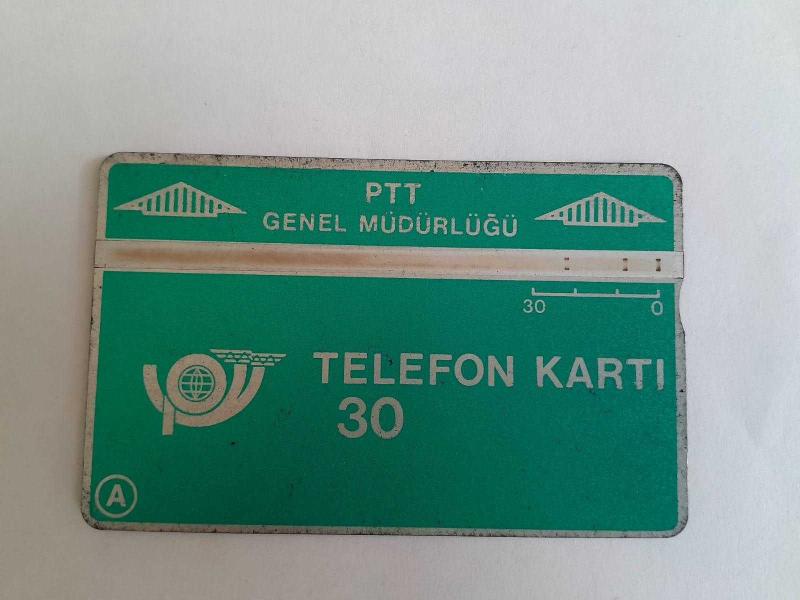 PTT
GENEL MÜDÜRLÜĞÜ
30 0
TELEFON KARTI
30
A